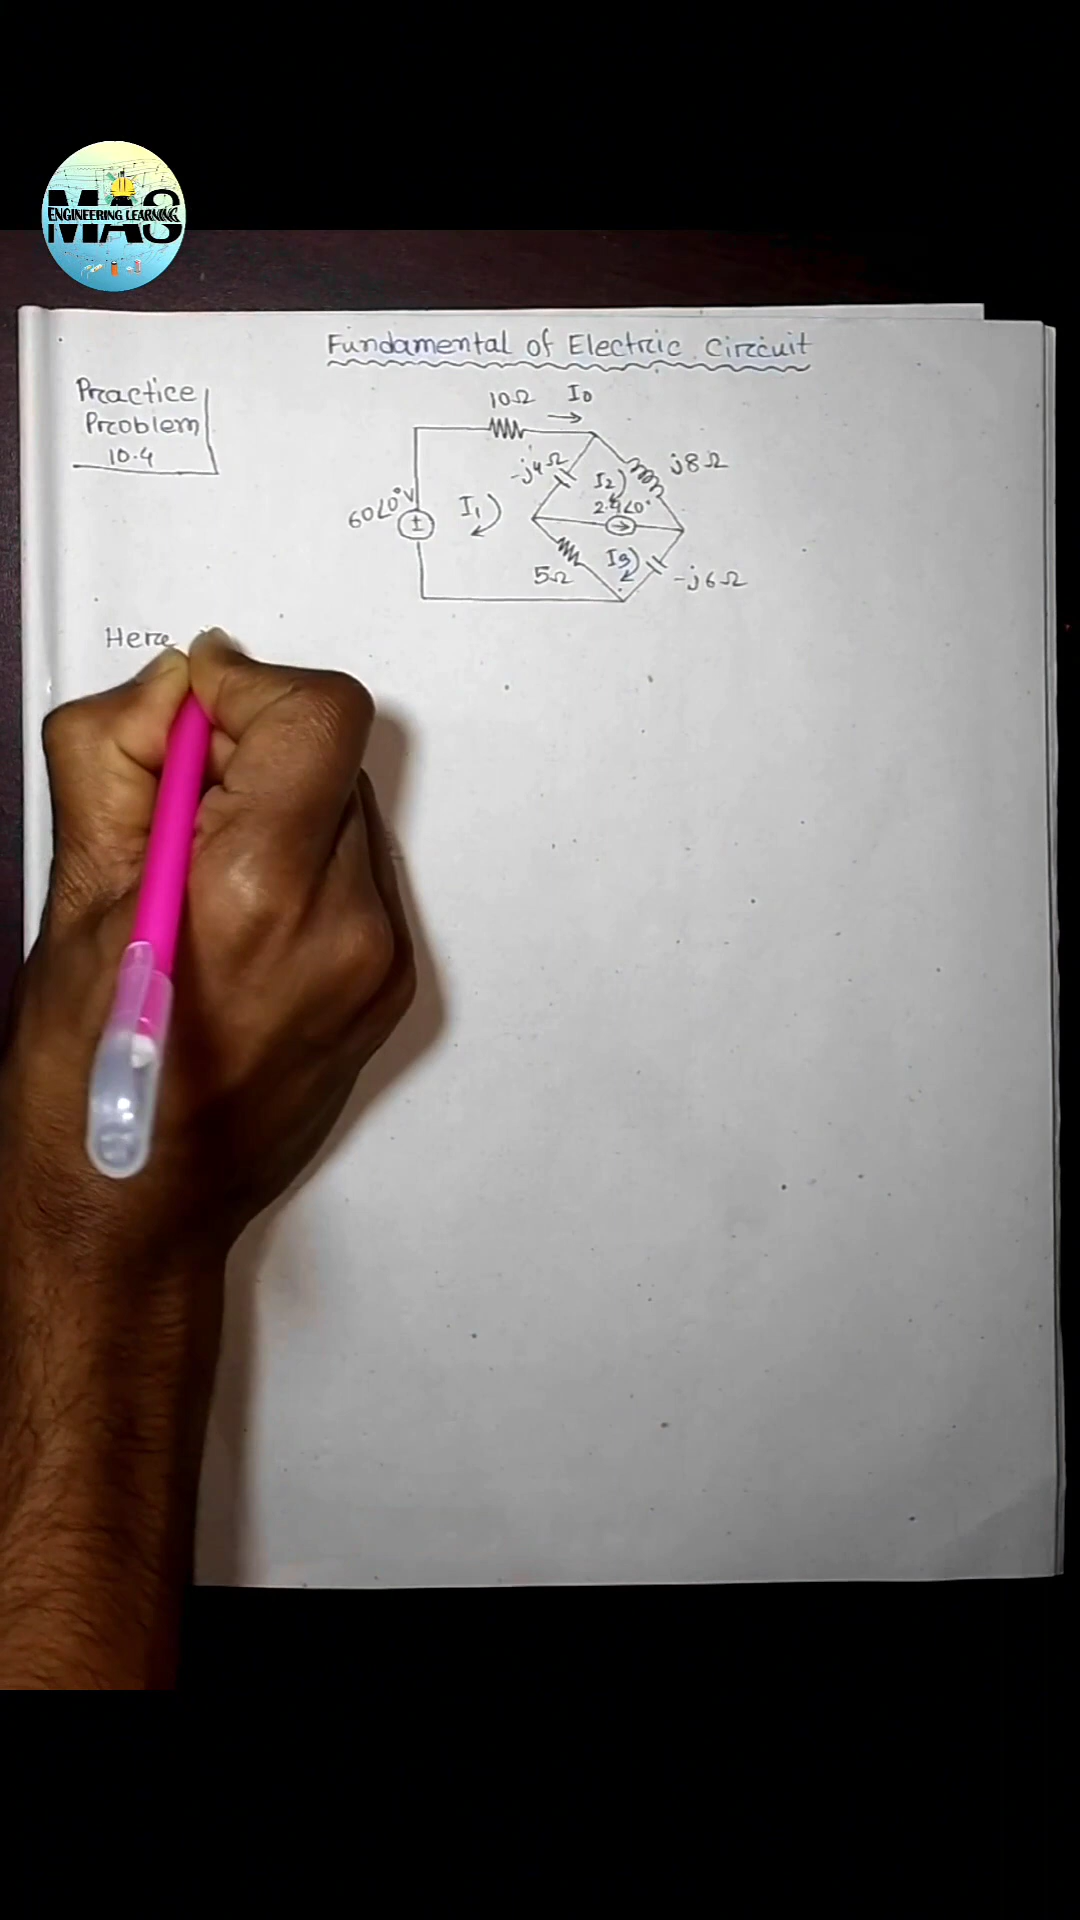 MAS
ENGINEERING LEARNING
Fundamental of Electric Circuit
Practice
Problem
10.4
10Ω
I0
-j4Ω
j8Ω
I2
60∠0°V
I1
2.4∠0°
I3
5Ω
-j6Ω
Here